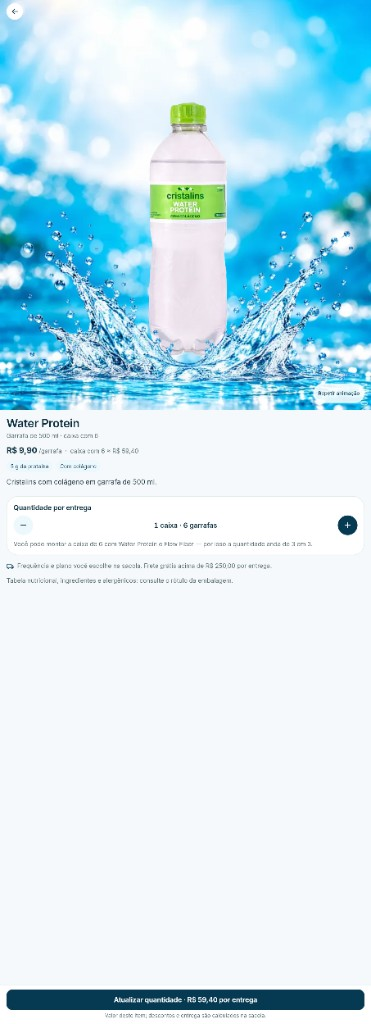 cristalins
WATER
PROTEIN
Repetir animação
Water Protein
Garrafa de 500 ml · caixa com 6
R$ 9,90 /garrafa · caixa com 6 = R$ 59,40
Com colágeno
Cristalins com colágeno em garrafa de 500 ml.
Quantidade por entrega
1 caixa · 6 garrafas
Você pode montar a caixa de 6 com Water Protein e Flow Fiber — por isso a quantidade anda de 3 em 3.
Frequência e plano você escolhe na sacola. Frete grátis acima de R$ 250,00 por entrega.
Tabela nutricional, ingredientes e alergênicos: consulte o rótulo da embalagem.
Atualizar quantidade · R$ 59,40 por entrega
Valor deste item; descontos e entrega são calculados na sacola.